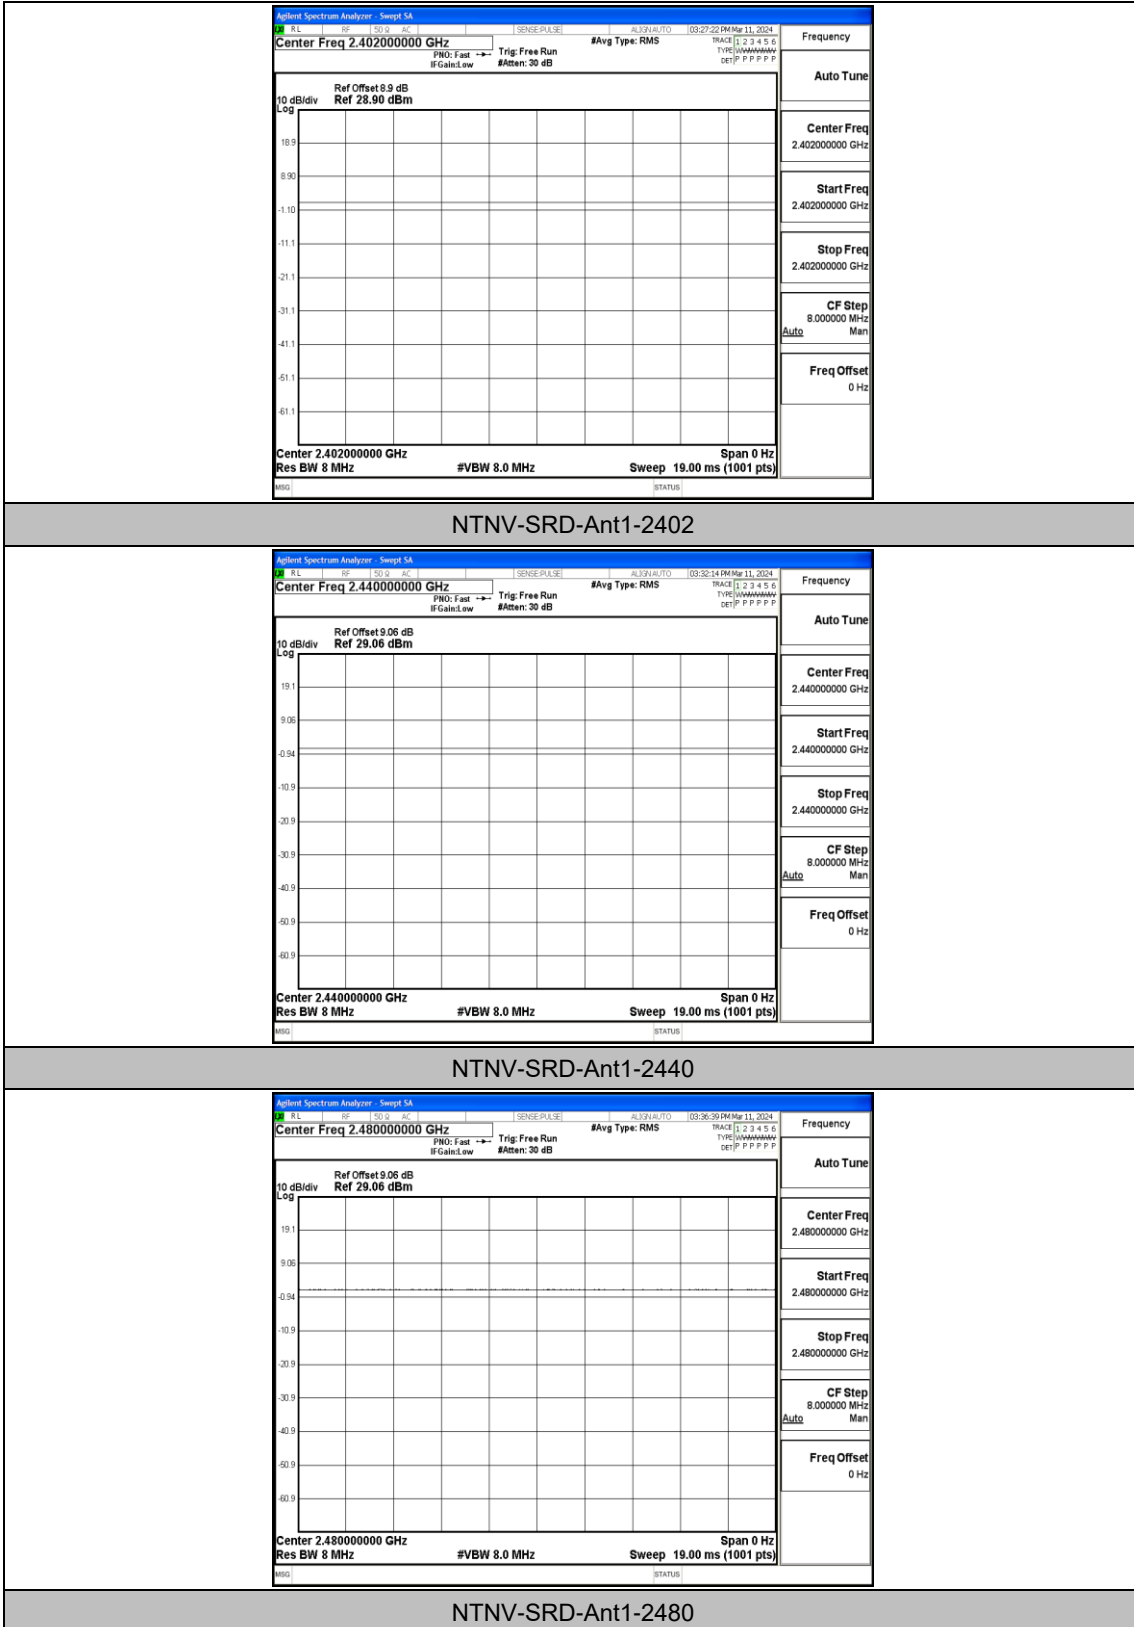 Agilent Spectrum Analyzer - Swept SA
RL RF 50 Ω AC SENSE:PULSE ALIGN AUTO 03:27:22 PM Mar 11, 2024
Center Freq 2.402000000 GHz #Avg Type: RMS TRACE 1 2 3 4 5 6 Frequency
PNO: Fast Trig: Free Run TYPE
IFGain:Low #Atten: 30 dB DET P P P P P P
Auto Tune
Ref Offset 8.9 dB
10 dB/div Ref 28.90 dBm
Log
Center Freq
2.402000000 GHz
18.9
8.90
Start Freq
2.402000000 GHz
-1.10
-11.1
Stop Freq
2.402000000 GHz
-21.1
-31.1
CF Step
8.000000 MHz
Auto Man
-41.1
-51.1
Freq Offset
0 Hz
-61.1
Center 2.402000000 GHz Span 0 Hz
Res BW 8 MHz #VBW 8.0 MHz Sweep 19.00 ms (1001 pts)
MSG STATUS
NTNV-SRD-Ant1-2402
Agilent Spectrum Analyzer - Swept SA
RL RF 50 Ω AC SENSE:PULSE ALIGN AUTO 03:32:14 PM Mar 11, 2024
Center Freq 2.440000000 GHz #Avg Type: RMS TRACE 1 2 3 4 5 6 Frequency
PNO: Fast Trig: Free Run TYPE
IFGain:Low #Atten: 30 dB DET P P P P P P
Auto Tune
Ref Offset 9.06 dB
10 dB/div Ref 29.06 dBm
Log
Center Freq
2.440000000 GHz
19.1
9.06
Start Freq
2.440000000 GHz
-0.94
-10.9
Stop Freq
2.440000000 GHz
-20.9
-30.9
CF Step
8.000000 MHz
Auto Man
-40.9
-50.9
Freq Offset
0 Hz
-60.9
Center 2.440000000 GHz Span 0 Hz
Res BW 8 MHz #VBW 8.0 MHz Sweep 19.00 ms (1001 pts)
MSG STATUS
NTNV-SRD-Ant1-2440
Agilent Spectrum Analyzer - Swept SA
RL RF 50 Ω AC SENSE:PULSE ALIGN AUTO 03:36:39 PM Mar 11, 2024
Center Freq 2.480000000 GHz #Avg Type: RMS TRACE 1 2 3 4 5 6 Frequency
PNO: Fast Trig: Free Run TYPE
IFGain:Low #Atten: 30 dB DET P P P P P P
Auto Tune
Ref Offset 9.06 dB
10 dB/div Ref 29.06 dBm
Log
Center Freq
2.480000000 GHz
19.1
9.06
Start Freq
2.480000000 GHz
-0.94
-10.9
Stop Freq
2.480000000 GHz
-20.9
-30.9
CF Step
8.000000 MHz
Auto Man
-40.9
-50.9
Freq Offset
0 Hz
-60.9
Center 2.480000000 GHz Span 0 Hz
Res BW 8 MHz #VBW 8.0 MHz Sweep 19.00 ms (1001 pts)
MSG STATUS
NTNV-SRD-Ant1-2480